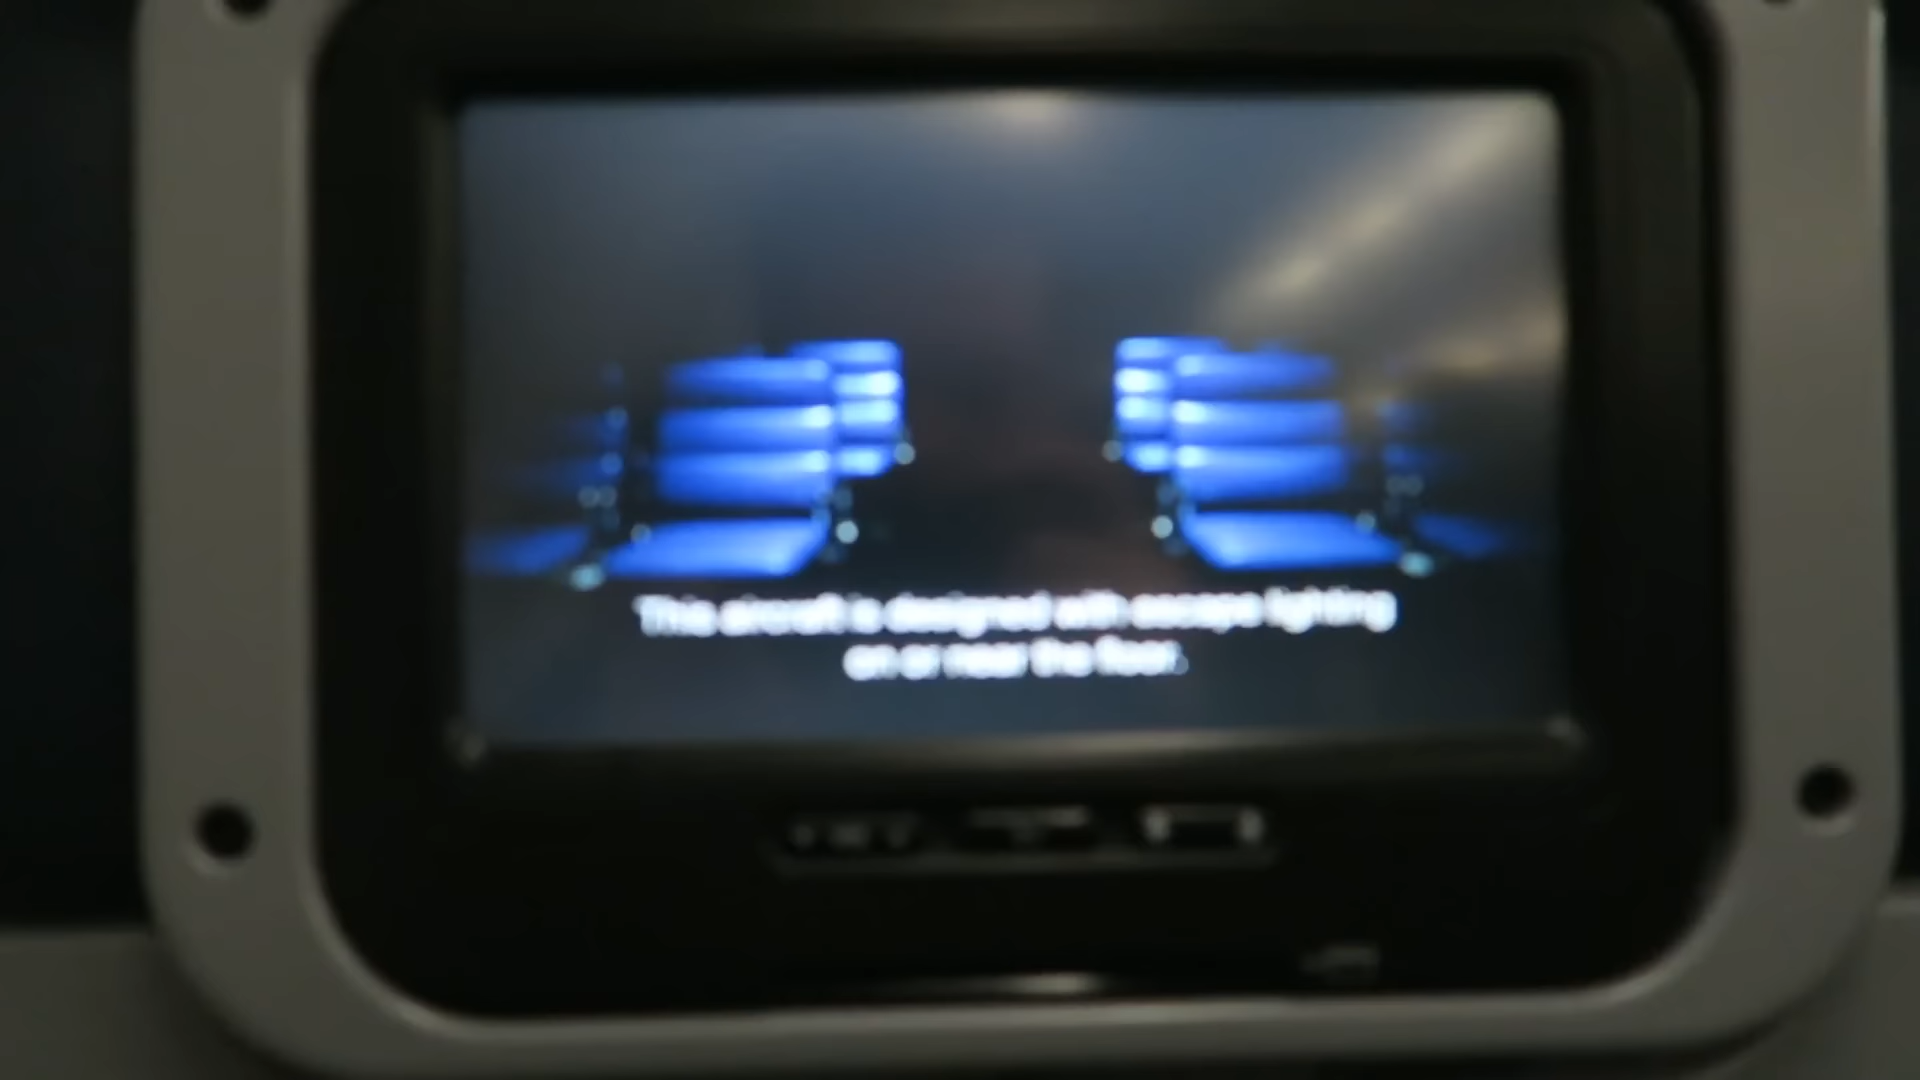 This aircraft is designed with escape lighting
on or near the floor.